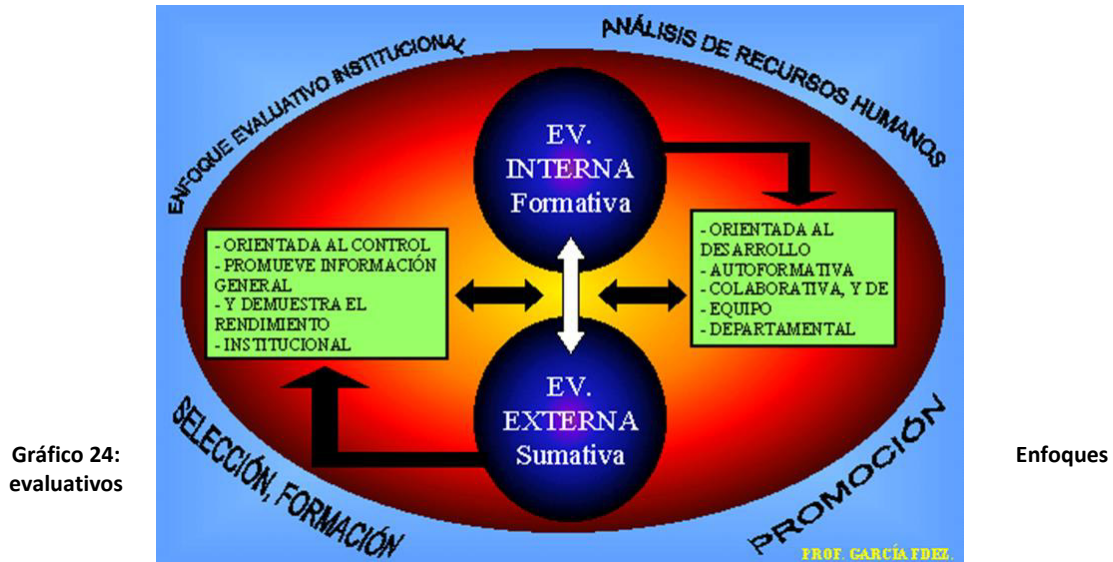 ENFOQUE EVALUATIVO INSTITUCIONAL
ANÁLISIS DE RECURSOS HUMANOS
EV.
INTERNA
Formativa
- ORIENTADA AL CONTROL
- PROMUEVE INFORMACIÓN
GENERAL
- Y DEMUESTRA EL
RENDIMIENTO
- INSTITUCIONAL
- ORIENTADA AL
DESARROLLO
- AUTOFORMATIVA
- COLABORATIVA, Y DE
- EQUIPO
- DEPARTAMENTAL
EV.
EXTERNA
Sumativa
SELECCIÓN, FORMACIÓN
PROMOCIÓN
PROF. GARCÍA FDEZ.
Gráfico 24: Enfoques
evaluativos